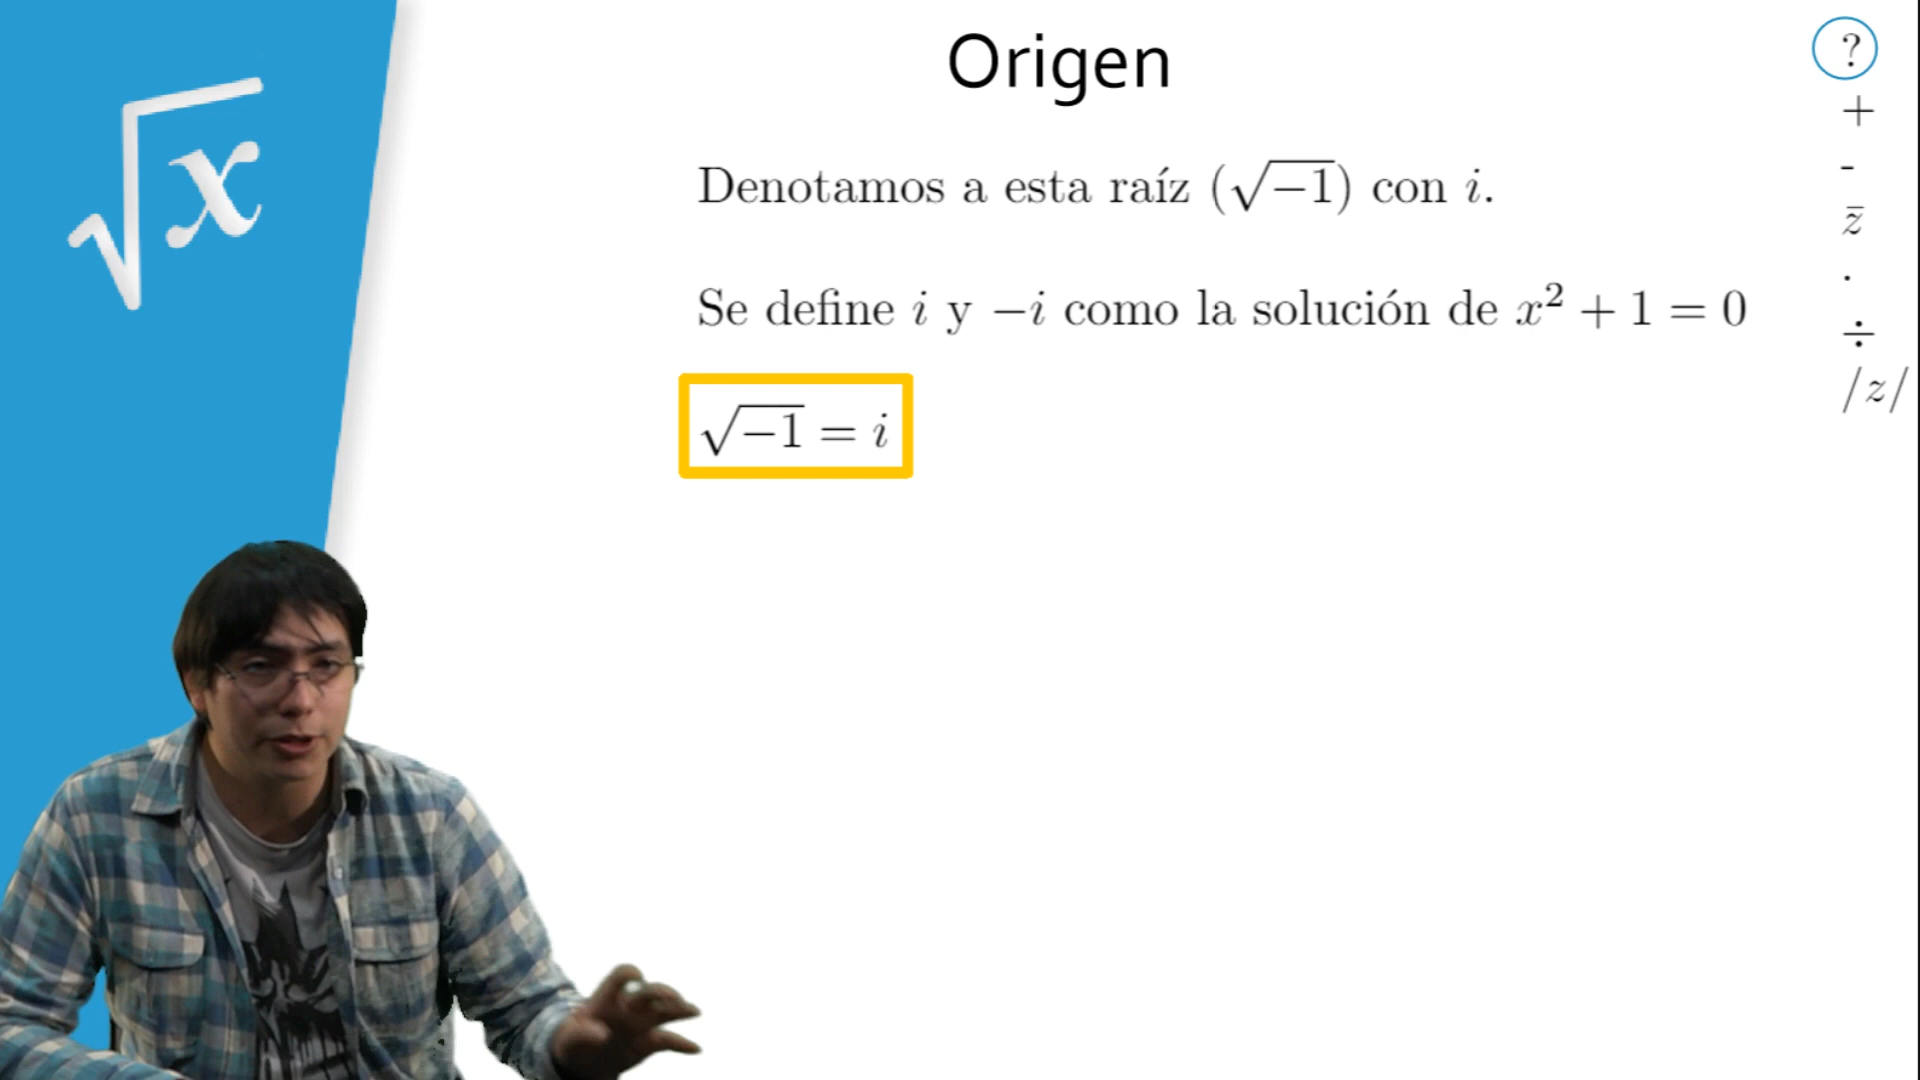 √x
Origen
Denotamos a esta raíz (√−1) con i.
Se define i y −i como la solución de x² + 1 = 0
√−1 = i
?
+
-
z̄
·
÷
/z/